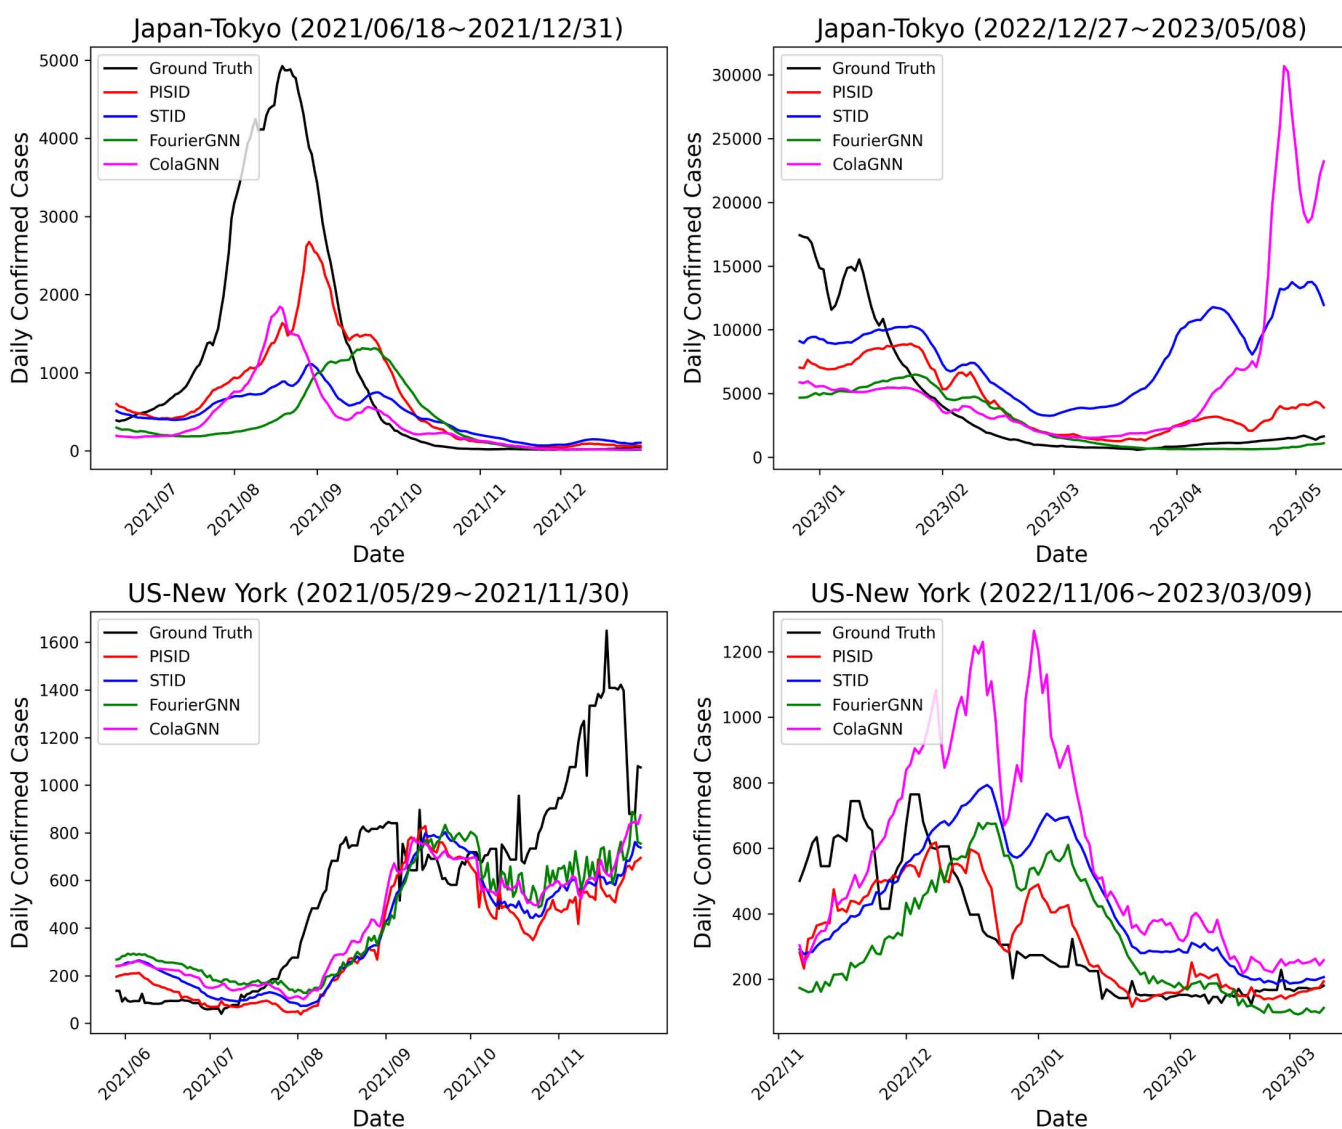 Japan-Tokyo (2021/06/18~2021/12/31)
Daily Confirmed Cases
5000
4000
3000
2000
1000
0
Ground Truth
PISID
STID
FourierGNN
ColaGNN
2021/07
2021/08
2021/09
2021/10
2021/11
2021/12
Date
Japan-Tokyo (2022/12/27~2023/05/08)
Daily Confirmed Cases
30000
25000
20000
15000
10000
5000
0
Ground Truth
PISID
STID
FourierGNN
ColaGNN
2023/01
2023/02
2023/03
2023/04
2023/05
Date
US-New York (2021/05/29~2021/11/30)
Daily Confirmed Cases
1600
1400
1200
1000
800
600
400
200
0
Ground Truth
PISID
STID
FourierGNN
ColaGNN
2021/06
2021/07
2021/08
2021/09
2021/10
2021/11
Date
US-New York (2022/11/06~2023/03/09)
Daily Confirmed Cases
1200
1000
800
600
400
200
Ground Truth
PISID
STID
FourierGNN
ColaGNN
2022/11
2022/12
2023/01
2023/02
2023/03
Date